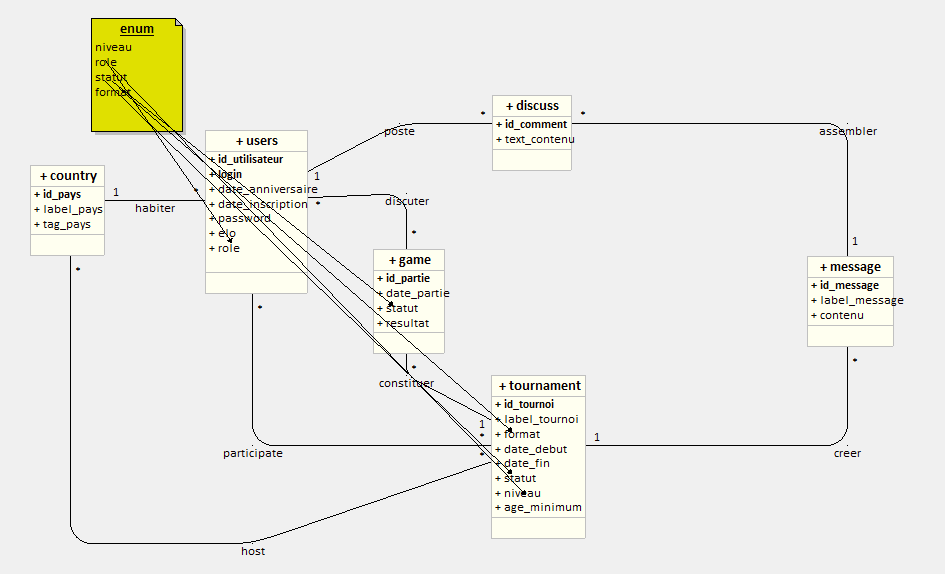 enum
niveau
role
statut
format
+ users
+ id_utilisateur
+ login
+ date_anniversaire
+ date_inscription
+ password
+ elo
+ role
+ country
+ id_pays
+ label_pays
+ tag_pays
1
*
habiter
*
poste
1
*
+ discuss
+ id_comment
+ text_contenu
*
assembler
1
*
discuter
*
+ game
+ id_partie
+ date_partie
+ statut
+ resultat
*
constituer
1
+ message
+ id_message
+ label_message
+ contenu
*
creer
1
+ tournament
+ id_tournoi
+ label_tournoi
+ format
+ date_debut
+ date_fin
+ statut
+ niveau
+ age_minimum
*
participate
*
*
host
*